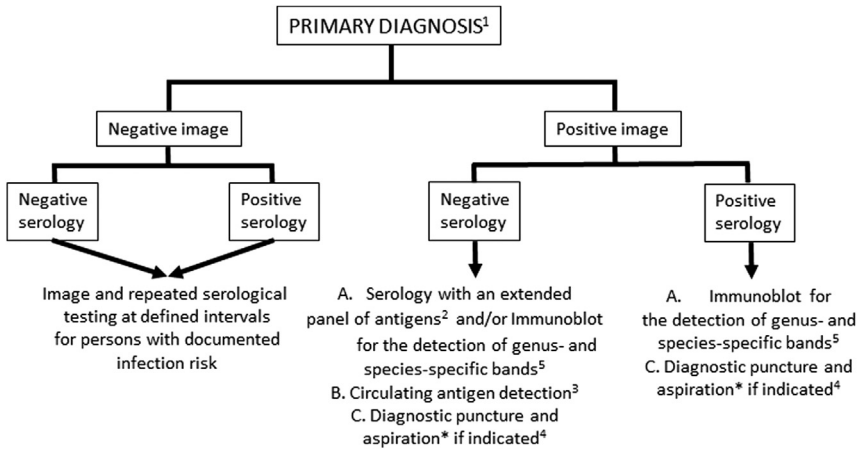 PRIMARY DIAGNOSIS¹
Negative image
Positive image
Negative
serology
Positive
serology
Negative
serology
Positive
serology
Image and repeated serological
testing at defined intervals
for persons with documented
infection risk
A. Serology with an extended
panel of antigens² and/or Immunoblot
for the detection of genus- and
species-specific bands⁵
B. Circulating antigen detection³
C. Diagnostic puncture and
aspiration* if indicated⁴
A. Immunoblot for
the detection of genus- and
species-specific bands⁵
C. Diagnostic puncture and
aspiration* if indicated⁴